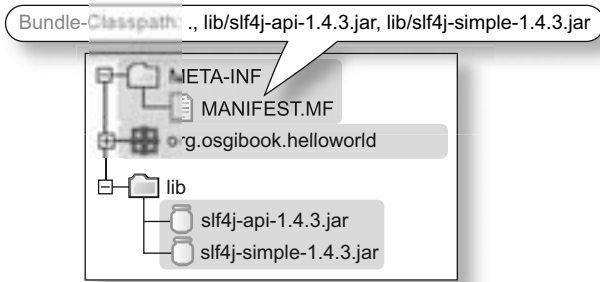 Bundle-Classpath: ., lib/slf4j-api-1.4.3.jar, lib/slf4j-simple-1.4.3.jar
META-INF
MANIFEST.MF
org.osgibook.helloworld
lib
slf4j-api-1.4.3.jar
slf4j-simple-1.4.3.jar